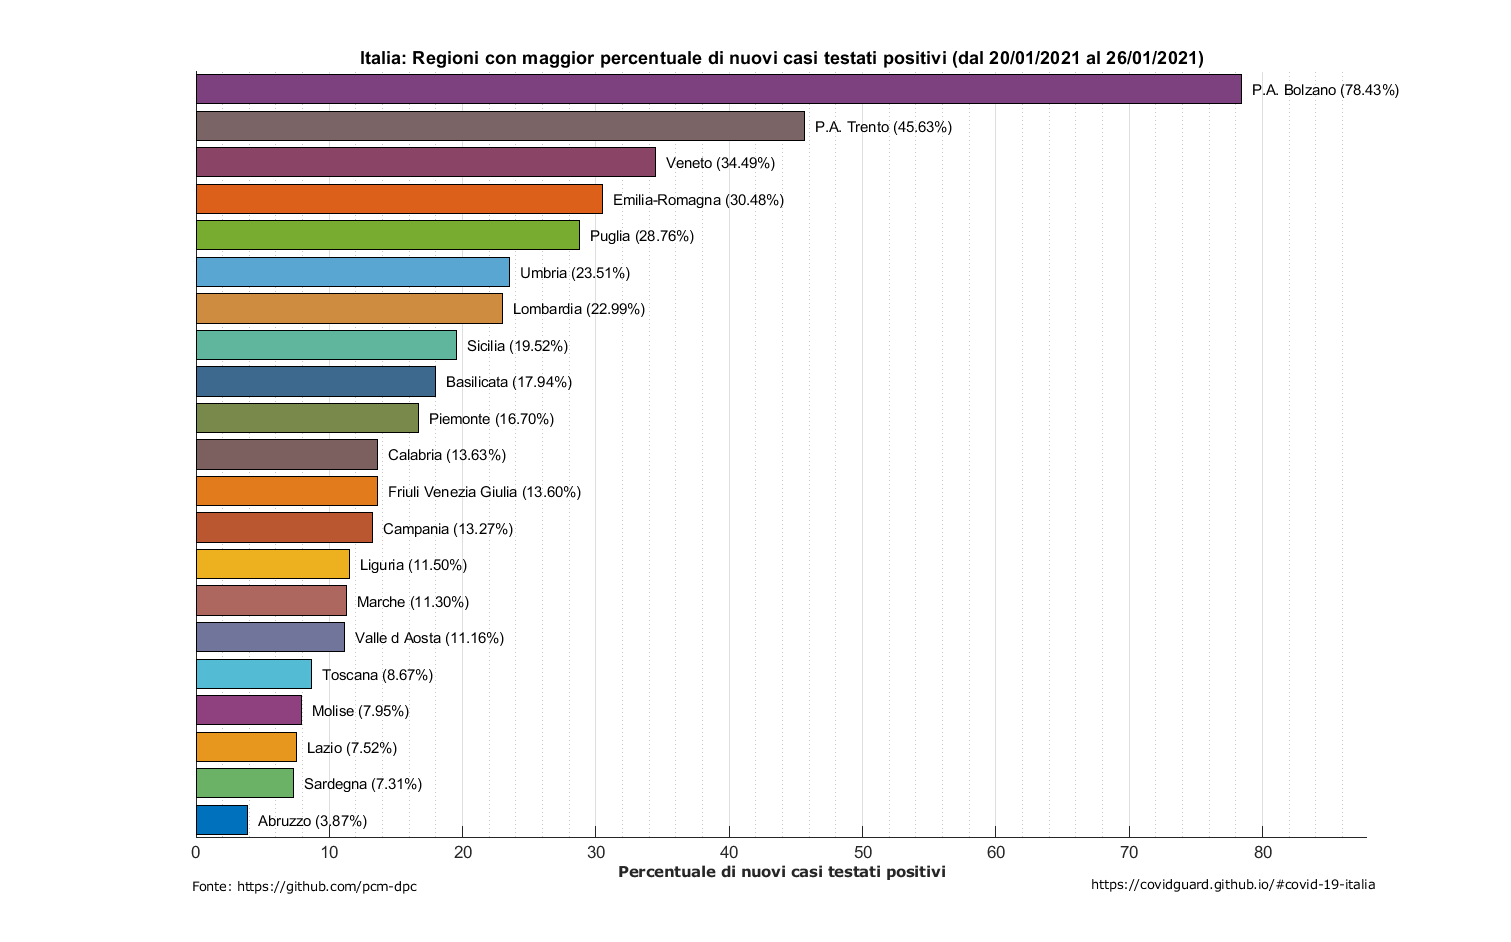 Italia: Regioni con maggior percentuale di nuovi casi testati positivi (dal 20/01/2021 al 26/01/2021)
P.A. Bolzano (78.43%)
P.A. Trento (45.63%)
Veneto (34.49%)
Emilia-Romagna (30.48%)
Puglia (28.76%)
Umbria (23.51%)
Lombardia (22.99%)
Sicilia (19.52%)
Basilicata (17.94%)
Piemonte (16.70%)
Calabria (13.63%)
Friuli Venezia Giulia (13.60%)
Campania (13.27%)
Liguria (11.50%)
Marche (11.30%)
Valle d Aosta (11.16%)
Toscana (8.67%)
Molise (7.95%)
Lazio (7.52%)
Sardegna (7.31%)
Abruzzo (3.87%)
0 10 20 30 40 50 60 70 80
Percentuale di nuovi casi testati positivi
Fonte: https://github.com/pcm-dpc
https://covidguard.github.io/#covid-19-italia